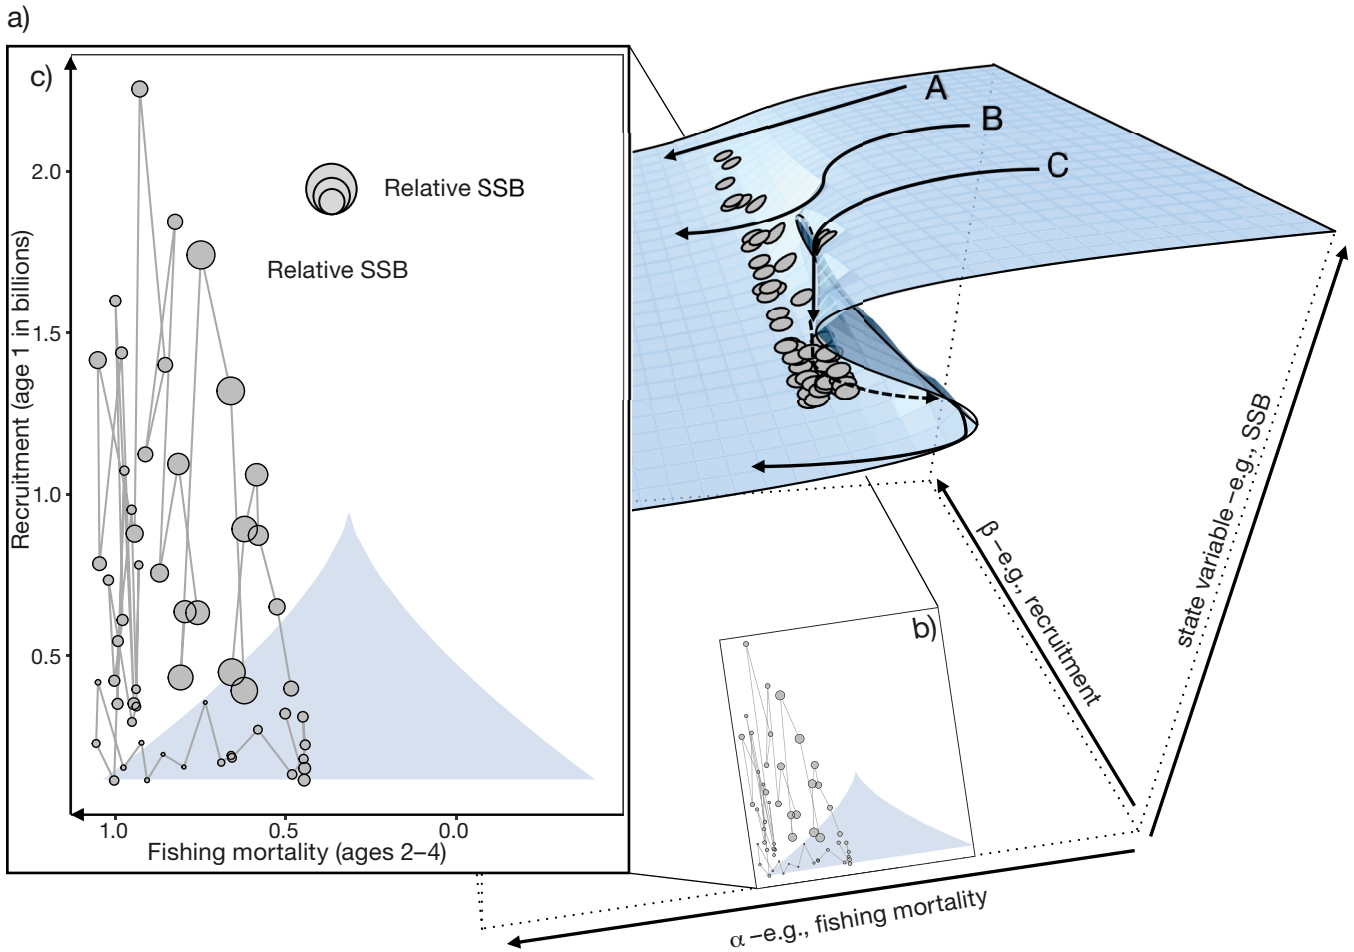 a)
c)
A
B
C
Relative SSB
Relative SSB
Recruitment (age 1 in billions)
2.0
1.5
1.0
0.5
1.0
0.5
0.0
Fishing mortality (ages 2–4)
b)
β –e.g., recruitment
state variable –e.g., SSB
α –e.g., fishing mortality